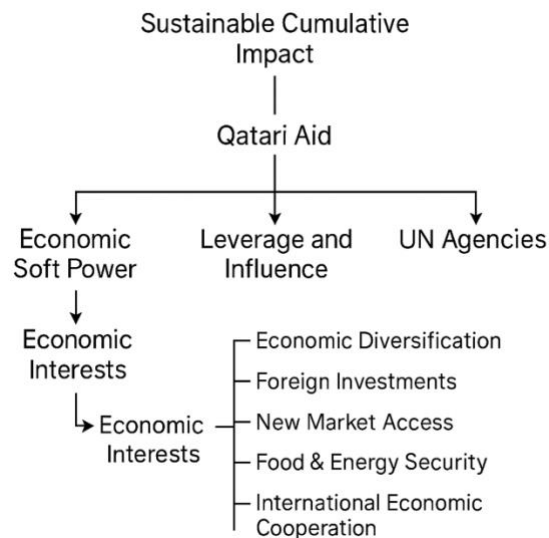 Sustainable Cumulative
Impact
Qatari Aid
Economic
Soft Power
Leverage and
Influence
UN Agencies
Economic
Interests
Economic
Interests
Economic Diversification
Foreign Investments
New Market Access
Food & Energy Security
International Economic
Cooperation